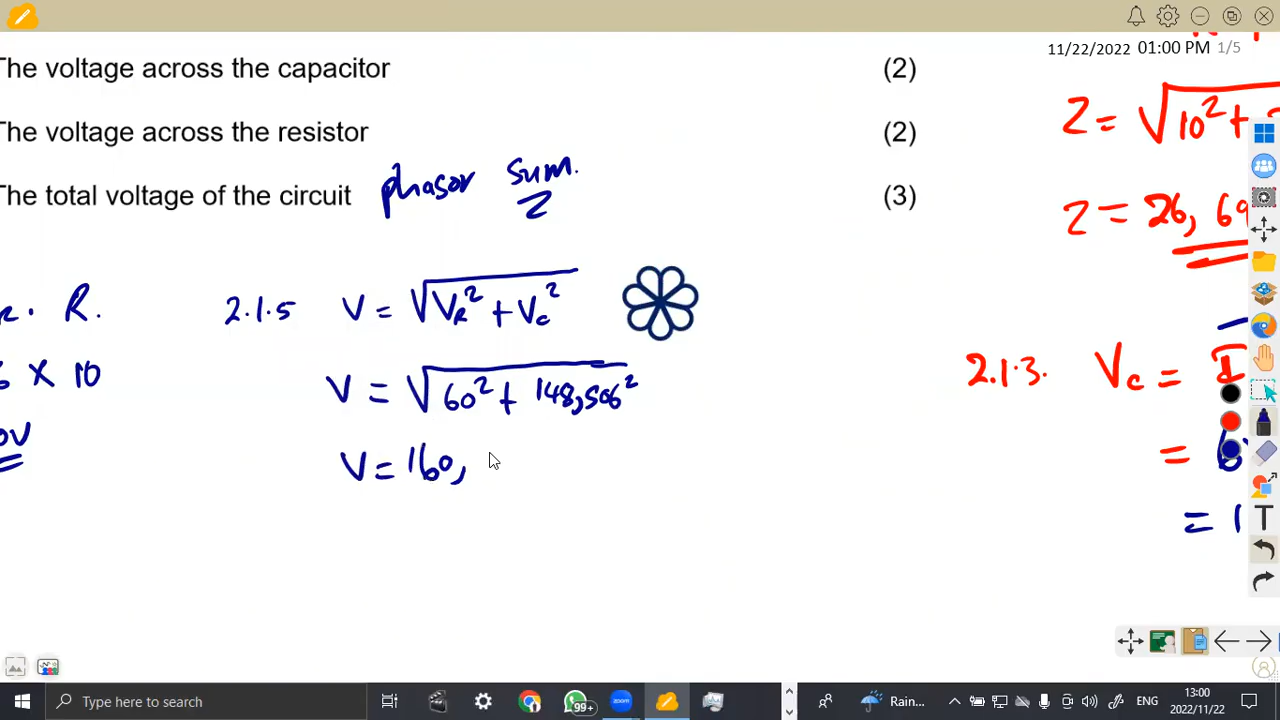 11/22/2022 01:00 PM 1/5
The voltage across the capacitor (2)
The voltage across the resistor (2)
The total voltage of the circuit phasor sum. (3)
Z = √10² +
Z = 26, 69
R.
2.1.5 V = √VR² + Vc²
X 10
V = √60² + 148,506²
V = 160,
2.1.3. Vc = I
= 6
= 1
T
Type here to search
99+
Rain...
ENG
13:00
2022/11/22